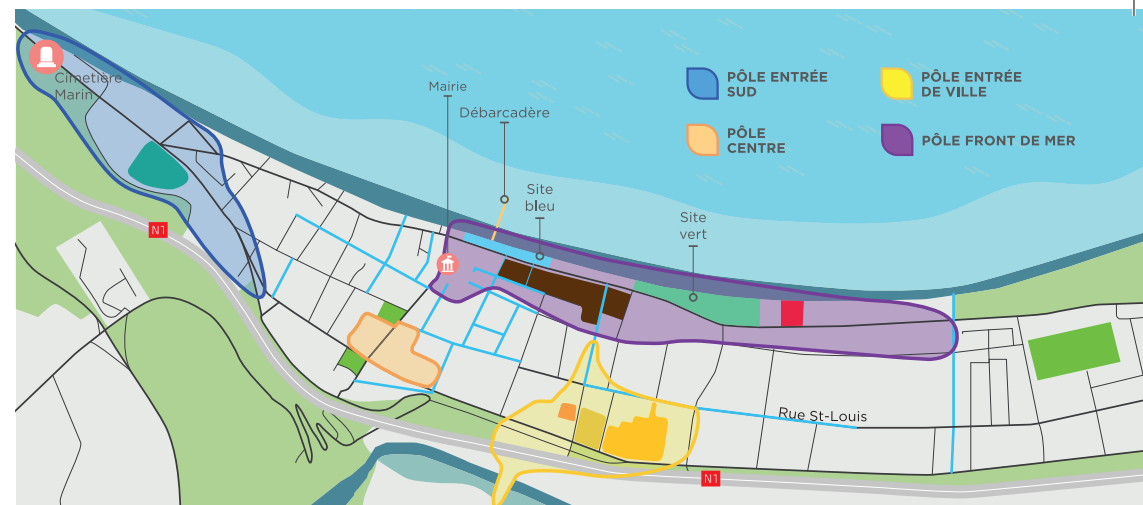 Cimetière
Marin
Mairie
Débarcadère
Site
bleu
Site
vert
PÔLE ENTRÉE
SUD
PÔLE ENTRÉE
DE VILLE
PÔLE
CENTRE
PÔLE FRONT DE MER
N1
Rue St-Louis
N1